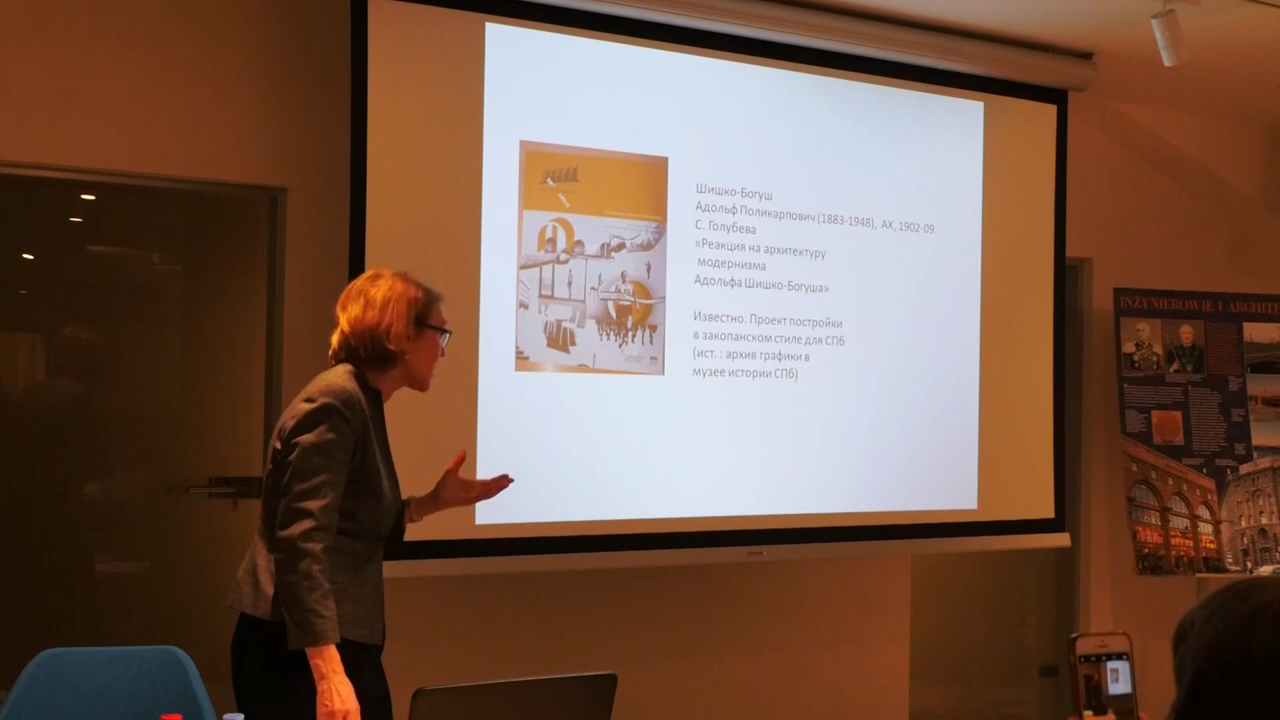 Шишко-Богуш
Адольф Поликарпович (1883-1948), АХ, 1902-09.
С. Голубева
«Реакция на архитектуру
модернизма
Адольфа Шишко-Богуша»
Известно: Проект постройки
в закопанском стиле для СПб
(ист. : архив графики в
музее истории СПб)
INŻYNIEROWIE I ARCHITE